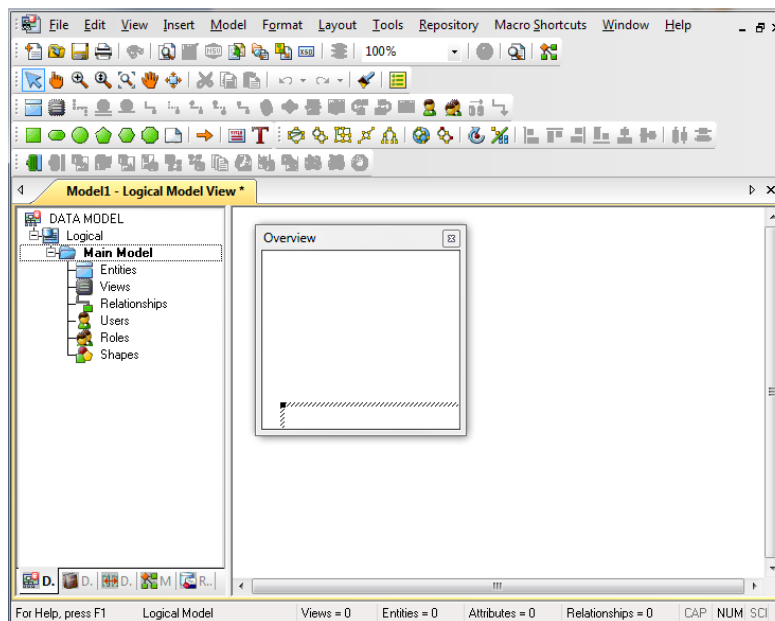 File Edit View Insert Model Format Layout Tools Repository Macro Shortcuts Window Help
100%
Model1 - Logical Model View *
DATA MODEL
Logical
Main Model
Entities
Views
Relationships
Users
Roles
Shapes
Overview
D. D. D. M R..
For Help, press F1 Logical Model Views = 0 Entities = 0 Attributes = 0 Relationships = 0 CAP NUM SCI